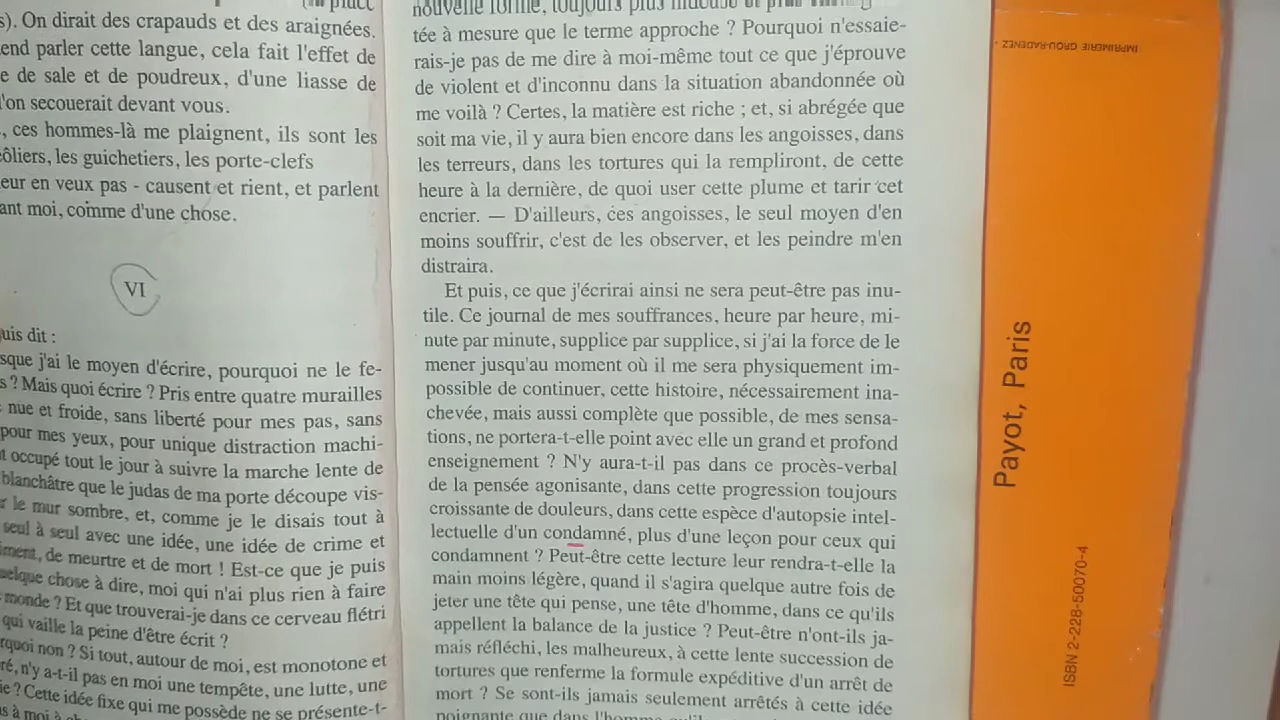 s). On dirait des crapauds et des araignées.
end parler cette langue, cela fait l'effet de
e de sale et de poudreux, d'une liasse de
l'on secouerait devant vous.
, ces hommes-là me plaignent, ils sont les
ôliers, les guichetiers, les porte-clefs
eur en veux pas - causent et rient, et parlent
ant moi, comme d'une chose.
VI
uis dit :
sque j'ai le moyen d'écrire, pourquoi ne le fe-
s ? Mais quoi écrire ? Pris entre quatre murailles
nue et froide, sans liberté pour mes pas, sans
pour mes yeux, pour unique distraction machi-
t occupé tout le jour à suivre la marche lente de
blanchâtre que le judas de ma porte découpe vis-
r le mur sombre, et, comme je le disais tout à
seul à seul avec une idée, une idée de crime et
iment, de meurtre et de mort ! Est-ce que je puis
elque chose à dire, moi qui n'ai plus rien à faire
monde ? Et que trouverai-je dans ce cerveau flétri
qui vaille la peine d'être écrit ?
rquoi non ? Si tout, autour de moi, est monotone et
ré, n'y a-t-il pas en moi une tempête, une lutte, une
ie ? Cette idée fixe qui me possède ne se présente-t-
nouvelle forme, toujours plus
tée à mesure que le terme approche ? Pourquoi n'essaie-
rais-je pas de me dire à moi-même tout ce que j'éprouve
de violent et d'inconnu dans la situation abandonnée où
me voilà ? Certes, la matière est riche ; et, si abrégée que
soit ma vie, il y aura bien encore dans les angoisses, dans
les terreurs, dans les tortures qui la rempliront, de cette
heure à la dernière, de quoi user cette plume et tarir cet
encrier. — D'ailleurs, ces angoisses, le seul moyen d'en
moins souffrir, c'est de les observer, et les peindre m'en
distraira.
Et puis, ce que j'écrirai ainsi ne sera peut-être pas inu-
tile. Ce journal de mes souffrances, heure par heure, mi-
nute par minute, supplice par supplice, si j'ai la force de le
mener jusqu'au moment où il me sera physiquement im-
possible de continuer, cette histoire, nécessairement ina-
chevée, mais aussi complète que possible, de mes sensa-
tions, ne portera-t-elle point avec elle un grand et profond
enseignement ? N'y aura-t-il pas dans ce procès-verbal
de la pensée agonisante, dans cette progression toujours
croissante de douleurs, dans cette espèce d'autopsie intel-
lectuelle d'un condamné, plus d'une leçon pour ceux qui
condamnent ? Peut-être cette lecture leur rendra-t-elle la
main moins légère, quand il s'agira quelque autre fois de
jeter une tête qui pense, une tête d'homme, dans ce qu'ils
appellent la balance de la justice ? Peut-être n'ont-ils ja-
mais réfléchi, les malheureux, à cette lente succession de
tortures que renferme la formule expéditive d'un arrêt de
mort ? Se sont-ils jamais seulement arrêtés à cette idée
poignante que dans l'homme
IMPRIMERIE GROU-RADENEZ
Payot, Paris
ISBN 2-228-50070-4